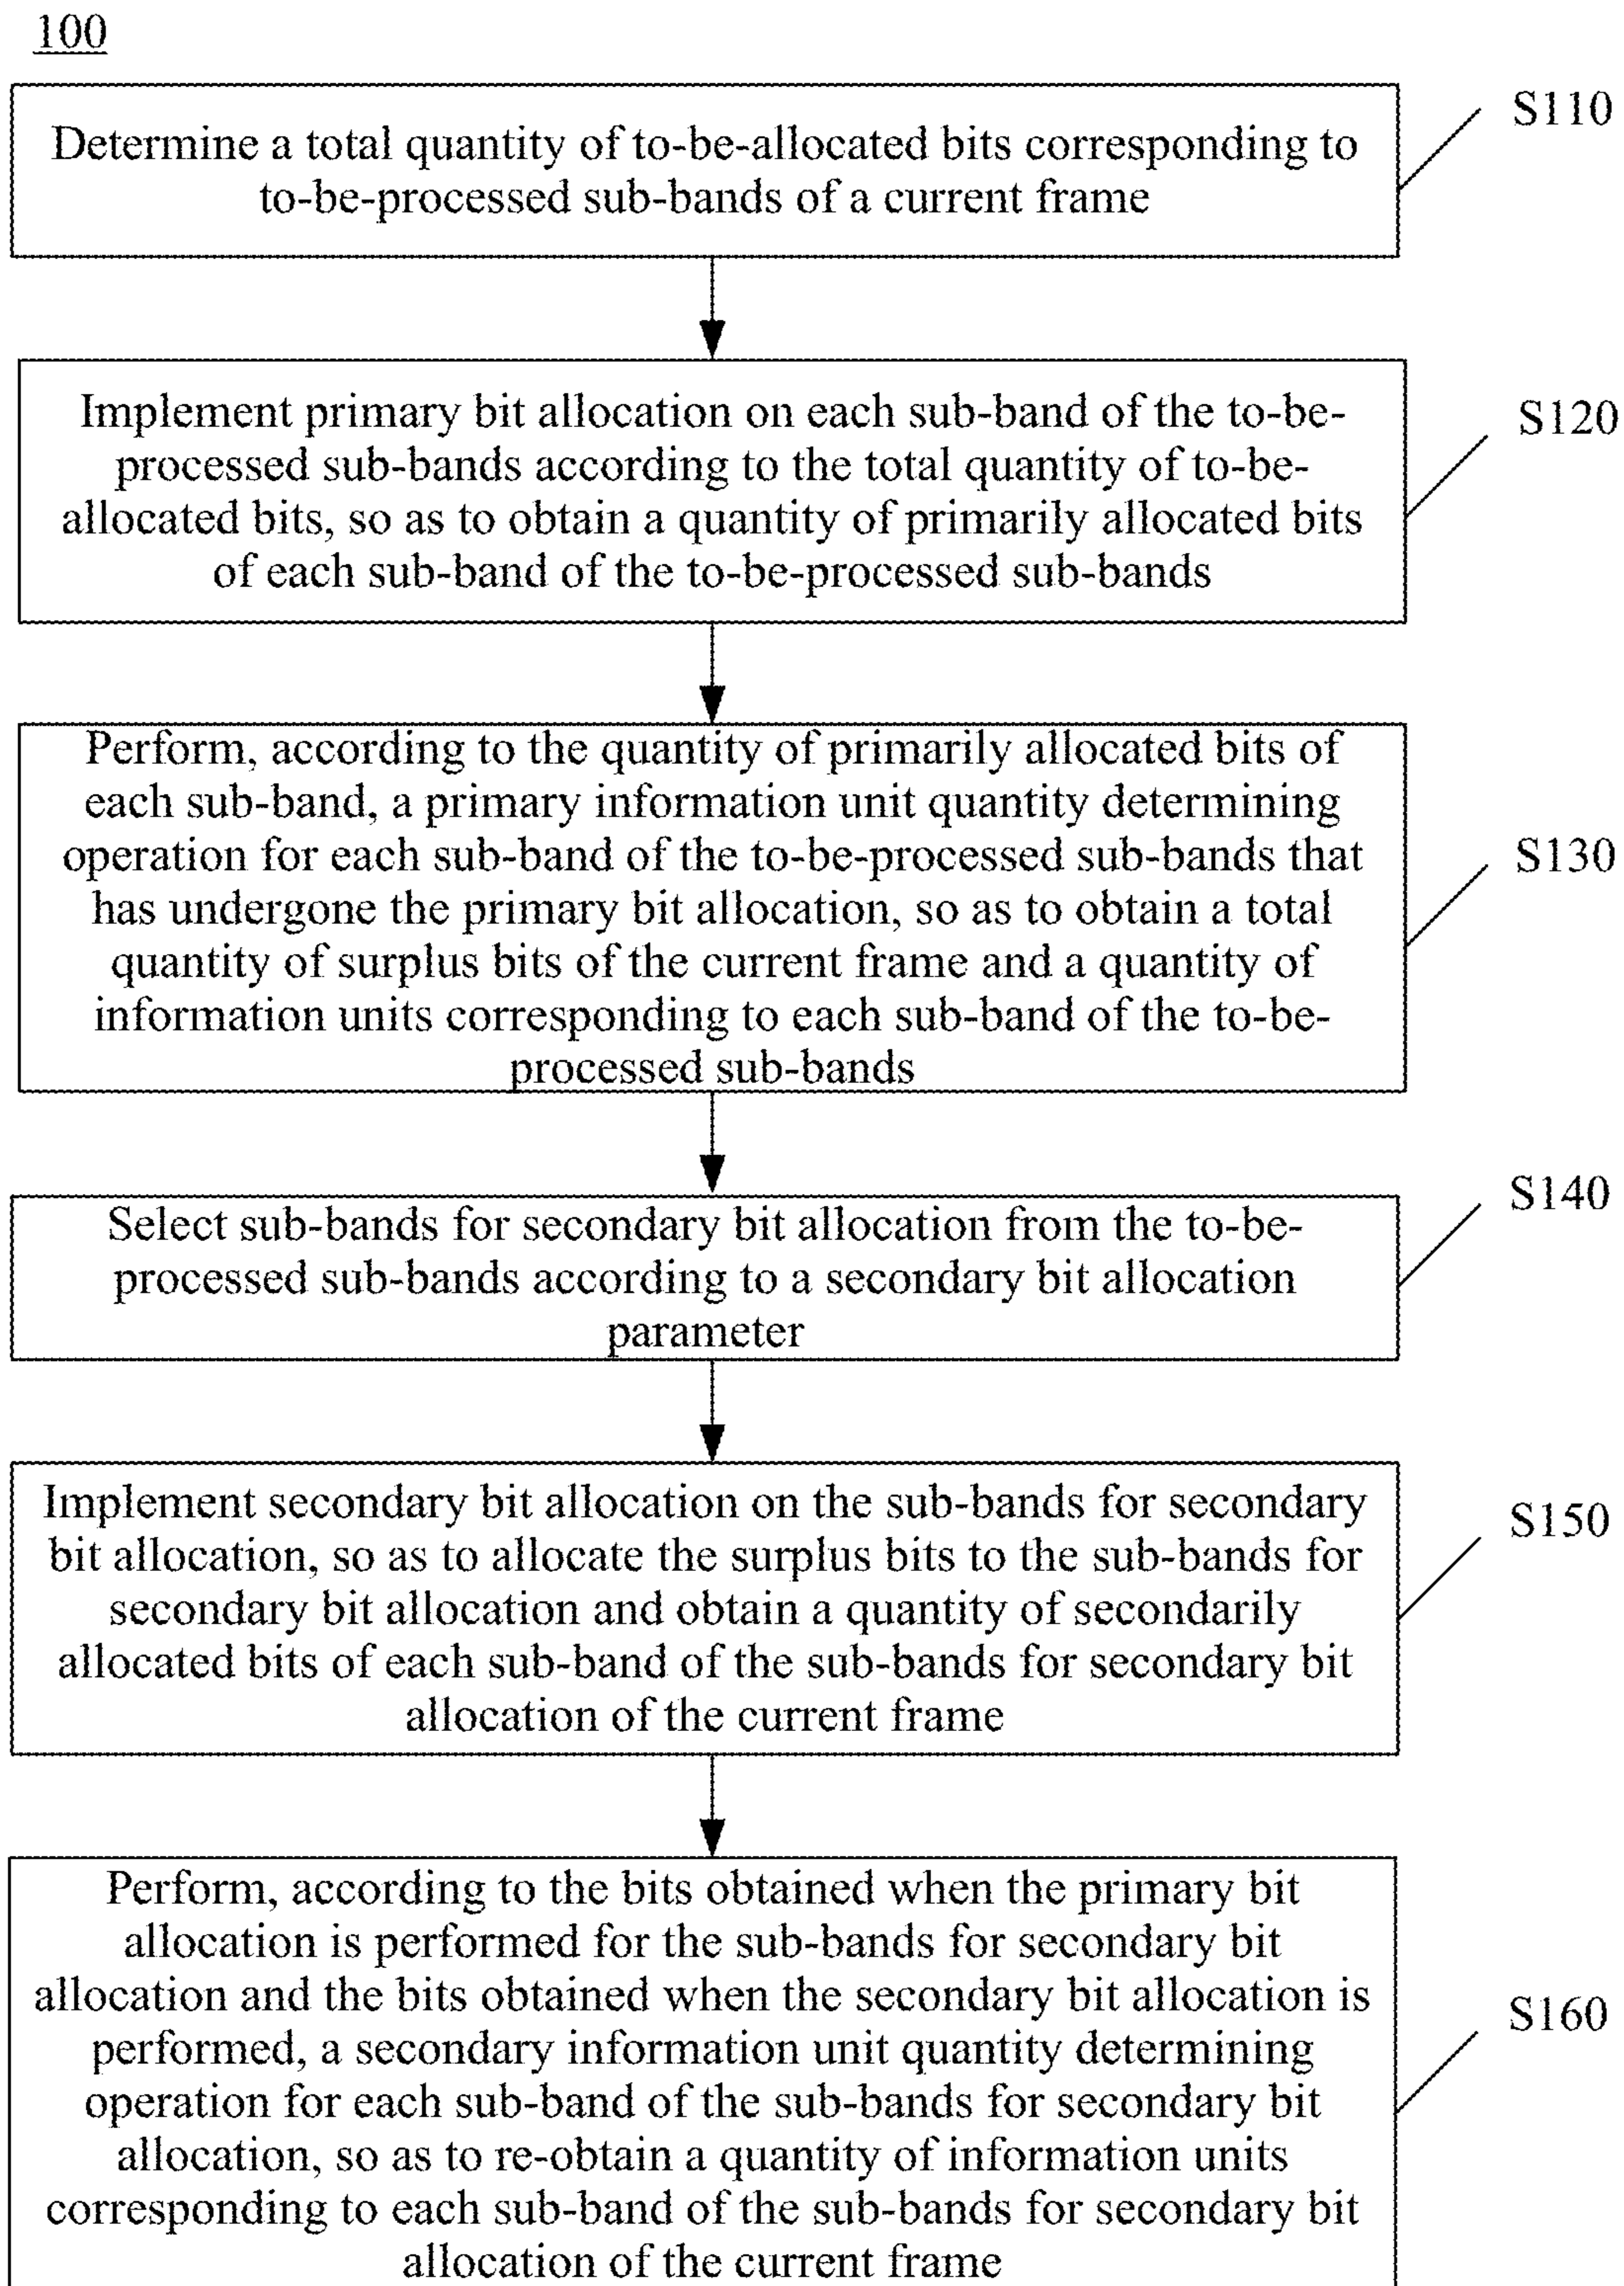 100
Determine a total quantity of to-be-allocated bits corresponding to
to-be-processed sub-bands of a current frame
S110
Implement primary bit allocation on each sub-band of the to-be-
processed sub-bands according to the total quantity of to-be-
allocated bits, so as to obtain a quantity of primarily allocated bits
of each sub-band of the to-be-processed sub-bands
S120
Perform, according to the quantity of primarily allocated bits of
each sub-band, a primary information unit quantity determining
operation for each sub-band of the to-be-processed sub-bands that
has undergone the primary bit allocation, so as to obtain a total
quantity of surplus bits of the current frame and a quantity of
information units corresponding to each sub-band of the to-be-
processed sub-bands
S130
Select sub-bands for secondary bit allocation from the to-be-
processed sub-bands according to a secondary bit allocation
parameter
S140
Implement secondary bit allocation on the sub-bands for secondary
bit allocation, so as to allocate the surplus bits to the sub-bands for
secondary bit allocation and obtain a quantity of secondarily
allocated bits of each sub-band of the sub-bands for secondary bit
allocation of the current frame
S150
Perform, according to the bits obtained when the primary bit
allocation is performed for the sub-bands for secondary bit
allocation and the bits obtained when the secondary bit allocation is
performed, a secondary information unit quantity determining
operation for each sub-band of the sub-bands for secondary bit
allocation, so as to re-obtain a quantity of information units
corresponding to each sub-band of the sub-bands for secondary bit
allocation of the current frame
S160